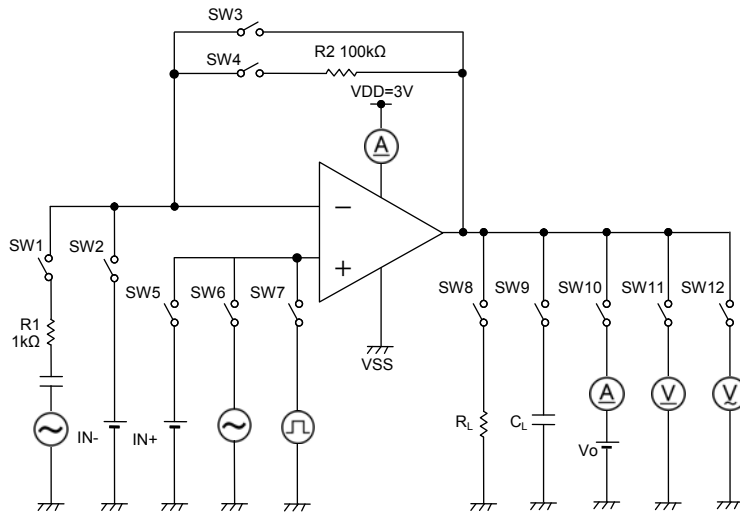 SW3
R2 100kΩ
SW4
VDD=3V
A
SW1
SW2
SW5
SW6
SW7
SW8
SW9
SW10
SW11
SW12
R1
1kΩ
VSS
IN-
IN+
RL
CL
A
V
V
Vo